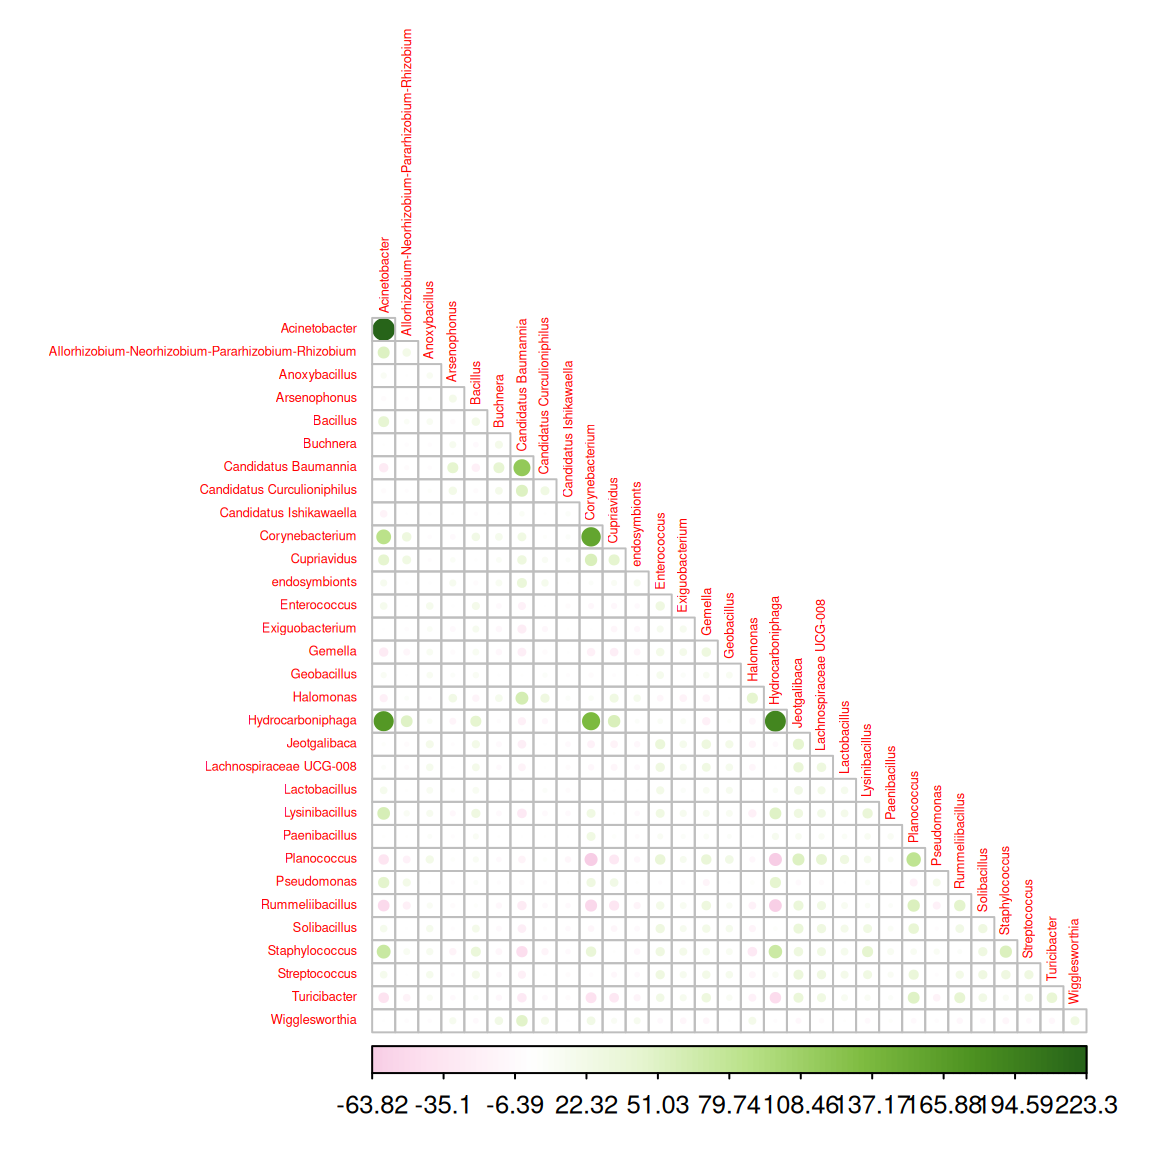 Acinetobacter
Allorhizobium-Neorhizobium-Pararhizobium-Rhizobium
Anoxybacillus
Arsenophonus
Bacillus
Buchnera
Candidatus Baumannia
Candidatus Curculioniphilus
Candidatus Ishikawaella
Corynebacterium
Cupriavidus
endosymbionts
Enterococcus
Exiguobacterium
Gemella
Geobacillus
Halomonas
Hydrocarboniphaga
Jeotgalibaca
Lachnospiraceae UCG-008
Lactobacillus
Lysinibacillus
Paenibacillus
Planococcus
Pseudomonas
Rummeliibacillus
Solibacillus
Staphylococcus
Streptococcus
Turicibacter
Wigglesworthia
Acinetobacter
Allorhizobium-Neorhizobium-Pararhizobium-Rhizobium
Anoxybacillus
Arsenophonus
Bacillus
Buchnera
Candidatus Baumannia
Candidatus Curculioniphilus
Candidatus Ishikawaella
Corynebacterium
Cupriavidus
endosymbionts
Enterococcus
Exiguobacterium
Gemella
Geobacillus
Halomonas
Hydrocarboniphaga
Jeotgalibaca
Lachnospiraceae UCG-008
Lactobacillus
Lysinibacillus
Paenibacillus
Planococcus
Pseudomonas
Rummeliibacillus
Solibacillus
Staphylococcus
Streptococcus
Turicibacter
Wigglesworthia
-63.82 -35.1 -6.39 22.32 51.03 79.74 108.46 137.17 165.88 194.59 223.3